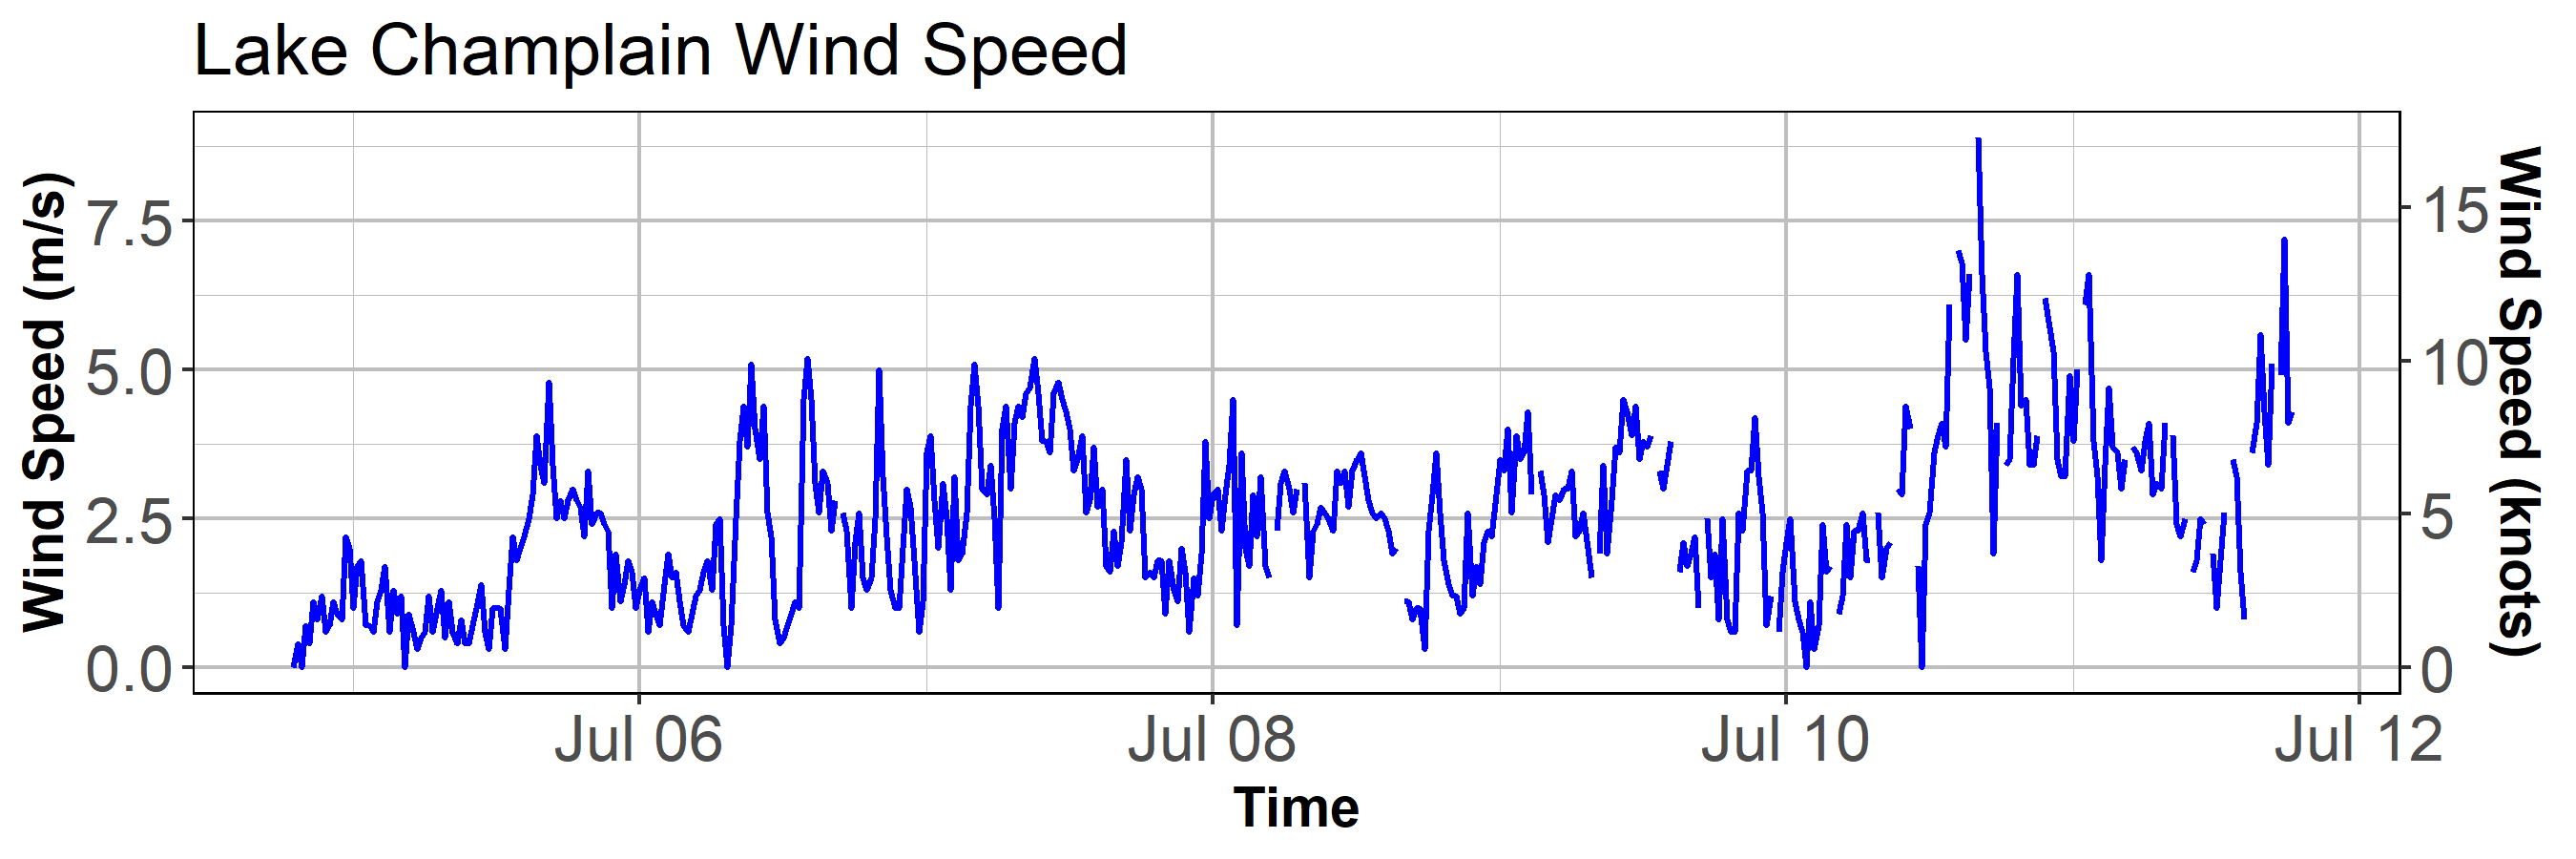 Lake Champlain Wind Speed
Wind Speed (m/s)
7.5
5.0
2.5
0.0
15
10
5
0
Wind Speed (knots)
Jul 06
Jul 08
Jul 10
Jul 12
Time